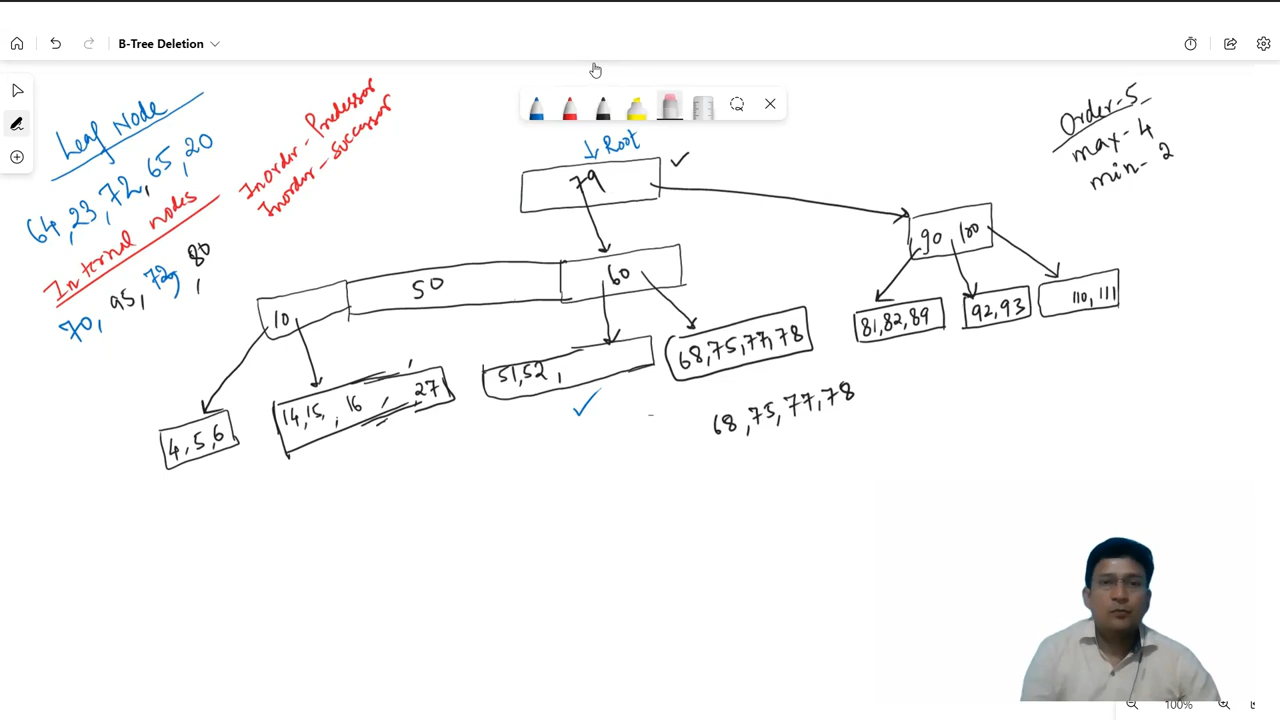 B-Tree Deletion
Leaf Node
64, 23, 72, 65, 20
Internal nodes
70, 95, 72, 80
Inorder - Predessor
Inorder - Successor
Order-5
max-4
min-2
↓ Root
79 ✓
90 100
10 50 60
4, 5, 6
14, 15, 16, 27
51, 52,
68, 75, 77, 78
81, 82, 89
92, 93
110, 111
68, 75, 77, 78
100%